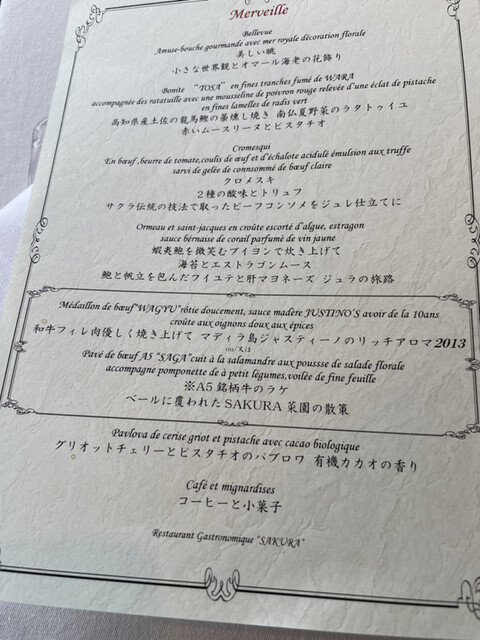 Merveille
Bellevue
Amuse-bouche gourmande avec mer royale décoration florale
美しい眺
小さな世界観とオマール海老の花飾り
Bonite "TOSA" en fines tranches fumé de WARA
accompagnée des ratatuille avec une mousseline de poivron rouge relevée d'une éclat de pistache
en fines lamelles de radis vert
高知県産土佐の龍馬鰹の藁燻し焼き 南仏夏野菜のラタトゥイユ
赤いムースリーヌとピスタチオ
Cromesqui
En bœuf ,beurre de tomate,coulis de œuf et d'échalote acidulé émulsion aux truffe
sarvi de gelée de connsommé de bœuf claire
クロメスキ
2種の酸味とトリュフ
サクラ伝統の技法で取ったビーフコンソメをジュレ仕立てに
Ormeau et saint-jacques en croûte escorté d'algue, estragon
sauce bérnaise de corail parfumé de vin jaune
蝦夷鮑を微笑むブイヨンで炊き上げて
海苔とエストラゴンムース
鮑と帆立を包んだフイユテと肝マヨネーズ ジュラの旅路
Médaillon de bœuf"WAGYU"rôtie doucement, sauce madère JUSTINO'S avoir de la 10ans
croûte aux oignons doux aux épices
和牛フィレ肉優しく焼き上げて マディラ島ジャスティーノのリッチアロマ2013
ou/又は
Pavé de bœuf A5 "SAGA"cuit à la salamandre aux poussse de salade florale
accompagne pomponette de à petit légumes,voilée de fine feuille
※A5銘柄牛のラケ
ベールに覆われたSAKURA菜園の散策
Pavlova de cerise griot et pistache avec cacao biologique
グリオットチェリーとピスタチオのパブロワ 有機カカオの香り
Café et mignardises
コーヒーと小菓子
Restaurant Gastronomique "SAKURA"